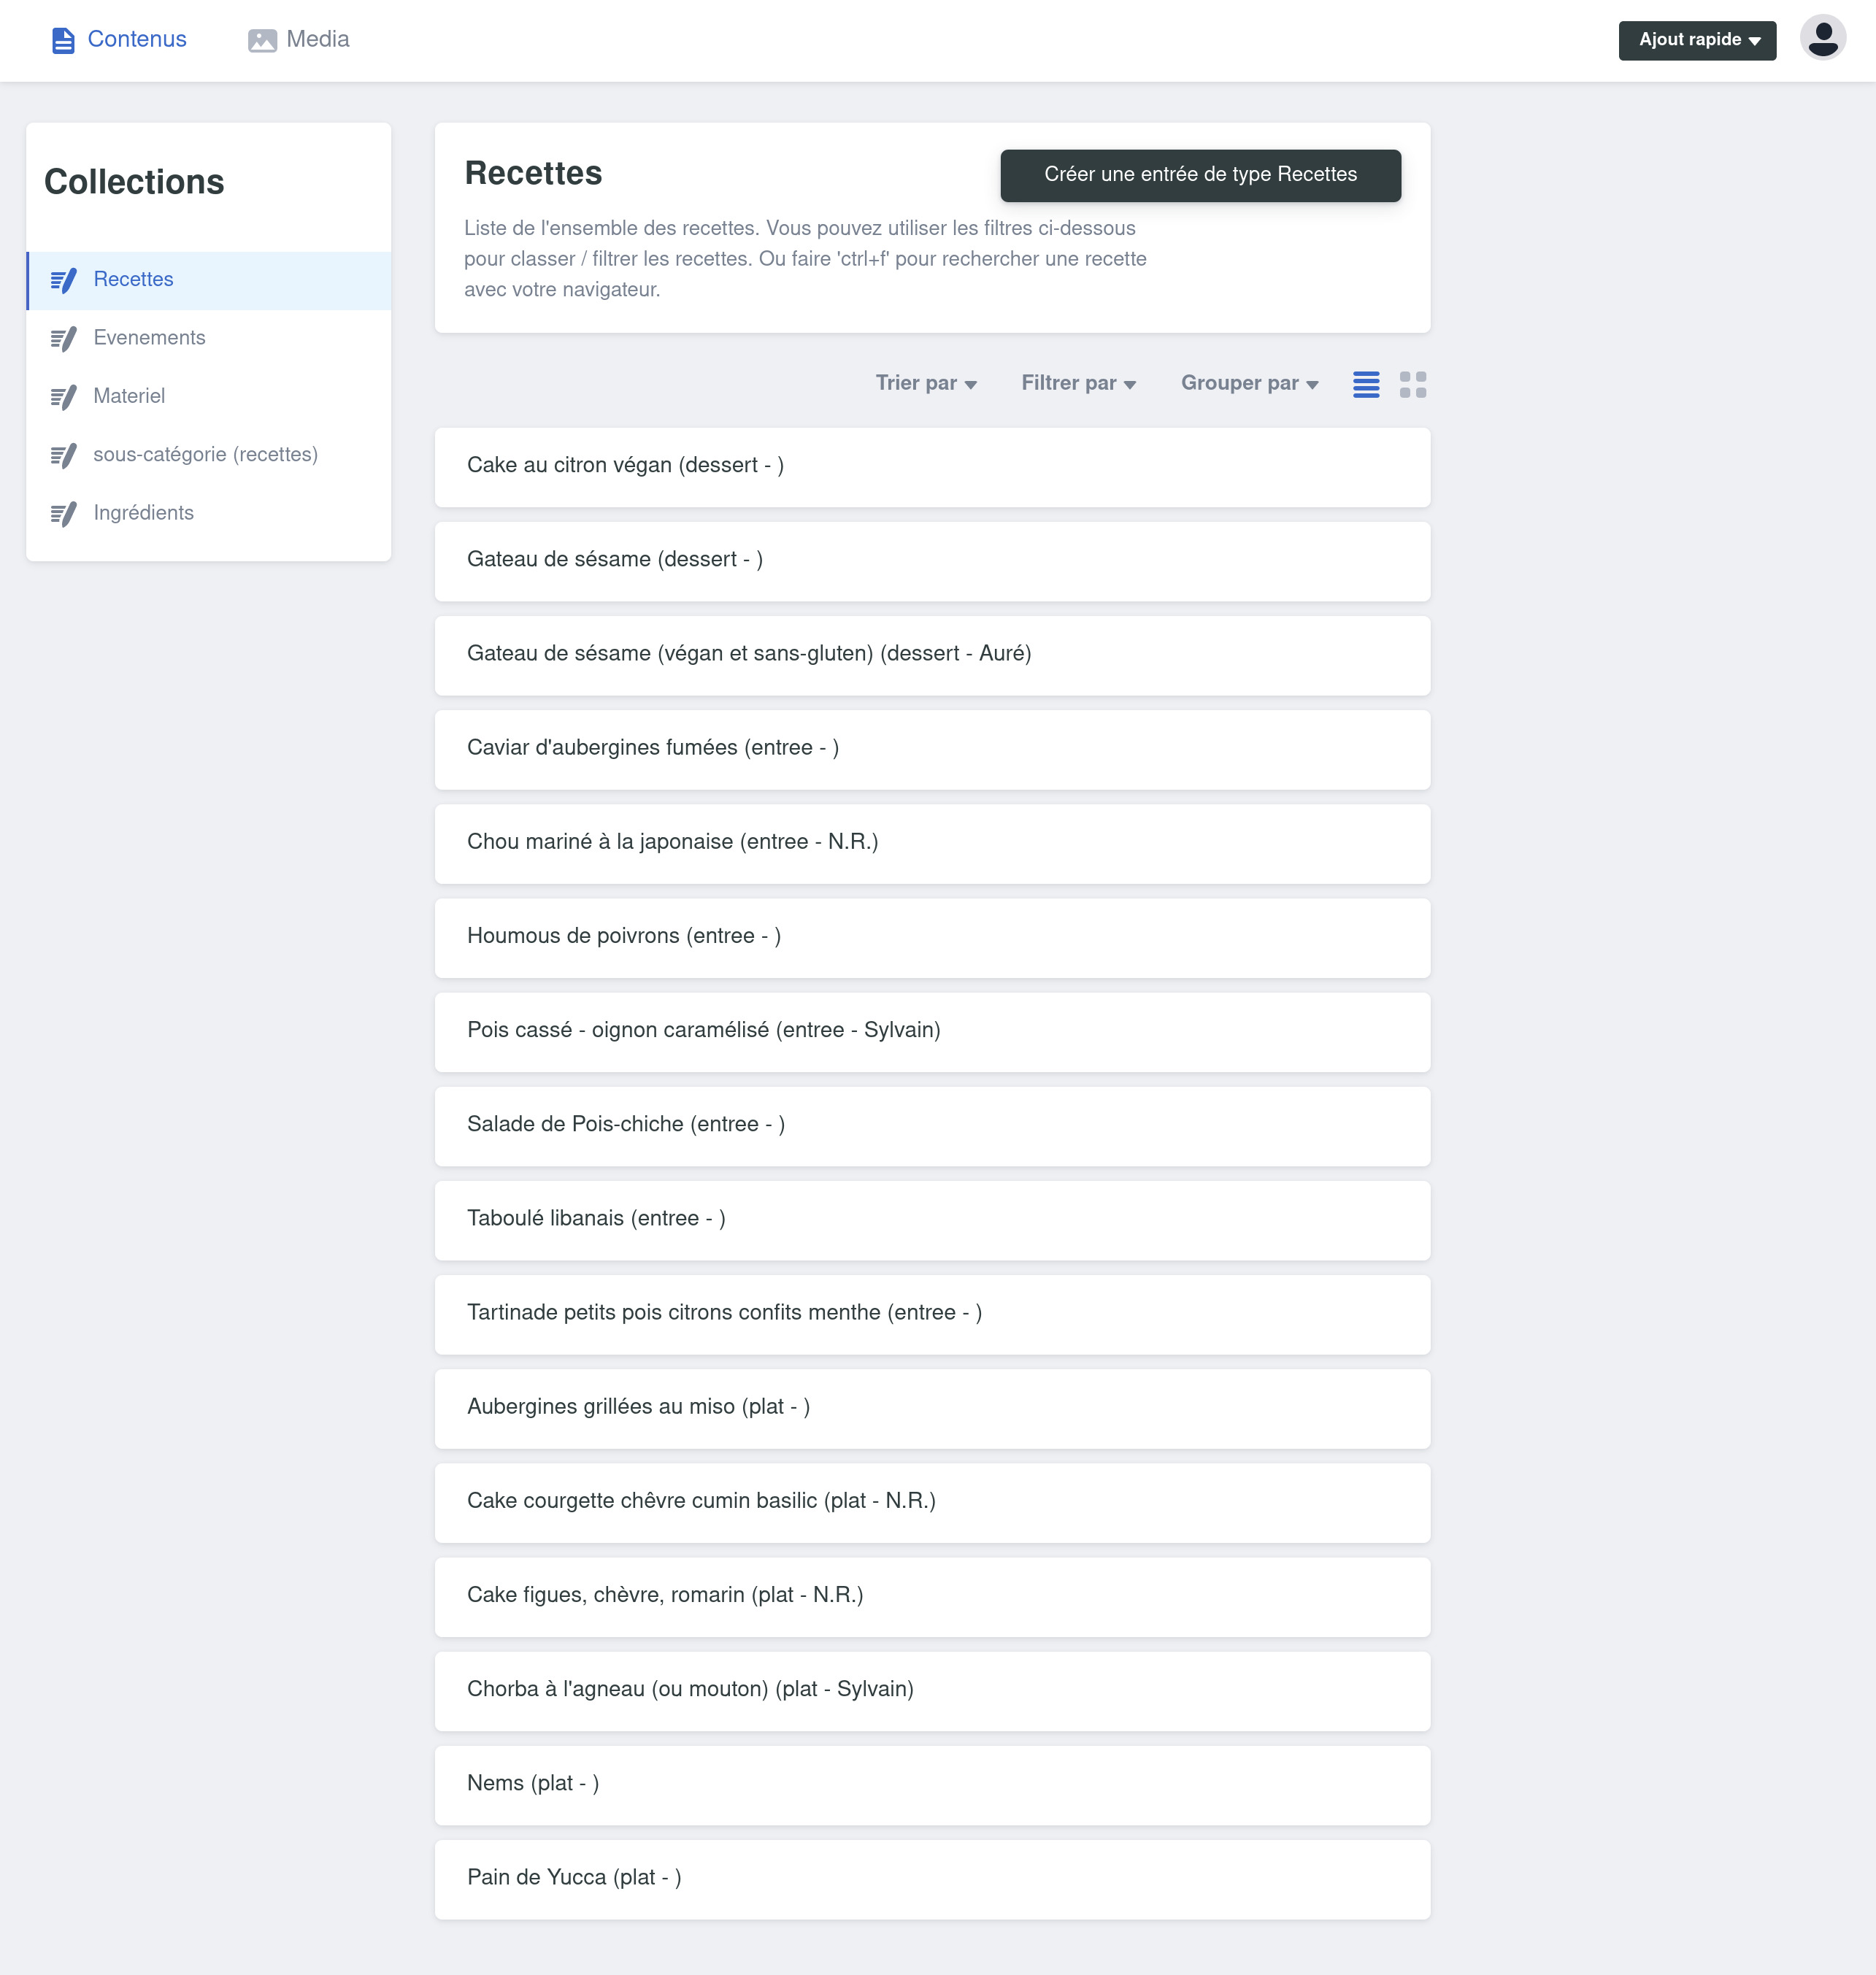 Contenus
Media
Ajout rapide
Collections
Recettes
Evenements
Materiel
sous-catégorie (recettes)
Ingrédients
Recettes
Créer une entrée de type Recettes
Liste de l'ensemble des recettes. Vous pouvez utiliser les filtres ci-dessous
pour classer / filtrer les recettes. Ou faire 'ctrl+f' pour rechercher une recette
avec votre navigateur.
Trier par
Filtrer par
Grouper par
Cake au citron végan (dessert - )
Gateau de sésame (dessert - )
Gateau de sésame (végan et sans-gluten) (dessert - Auré)
Caviar d'aubergines fumées (entree - )
Chou mariné à la japonaise (entree - N.R.)
Houmous de poivrons (entree - )
Pois cassé - oignon caramélisé (entree - Sylvain)
Salade de Pois-chiche (entree - )
Taboulé libanais (entree - )
Tartinade petits pois citrons confits menthe (entree - )
Aubergines grillées au miso (plat - )
Cake courgette chêvre cumin basilic (plat - N.R.)
Cake figues, chèvre, romarin (plat - N.R.)
Chorba à l'agneau (ou mouton) (plat - Sylvain)
Nems (plat - )
Pain de Yucca (plat - )